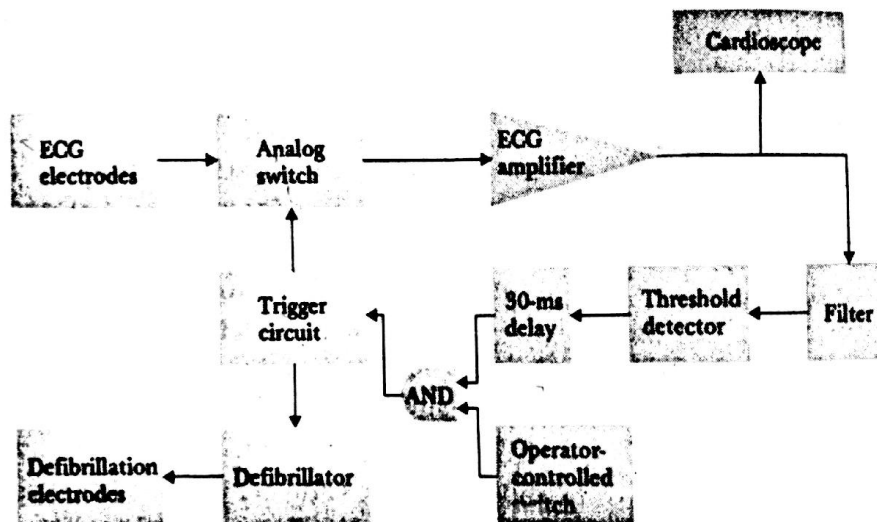 Cardioscope
ECG
electrodes
Analog
switch
ECG
amplifier
Trigger
circuit
30-ms
delay
Threshold
detector
Filter
AND
Defibrillation
electrodes
Defibrillator
Operator-
controlled